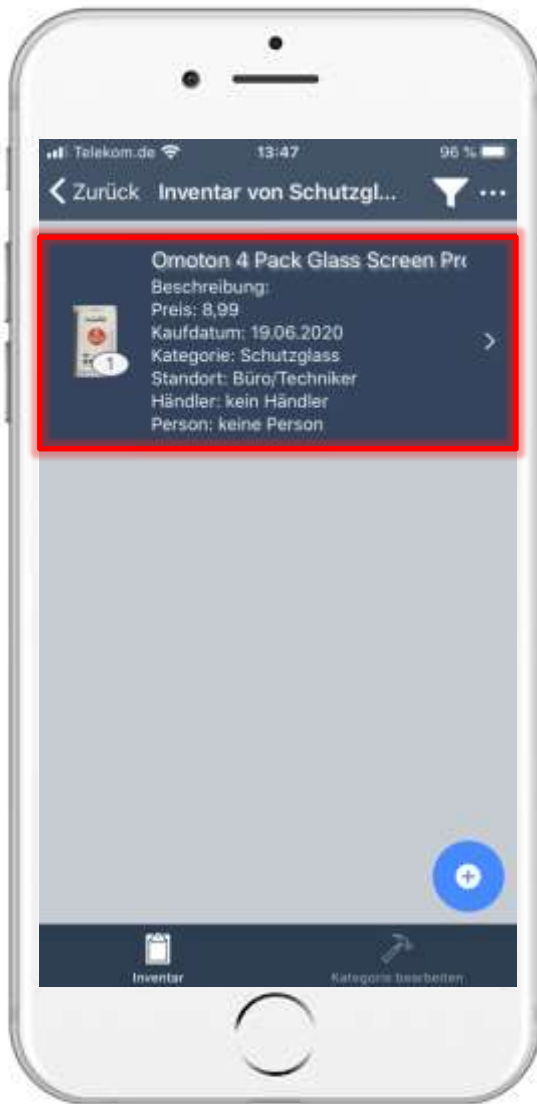 Telekom.de 13:47 96 %
Zurück Inventar von Schutzgl... ...
Omoton 4 Pack Glass Screen Pro
Beschreibung:
Preis: 8,99
Kaufdatum: 19.06.2020
Kategorie: Schutzglass
Standort: Büro/Techniker
Händler: kein Händler
Person: keine Person
1
Inventar Kategorie bearbeiten